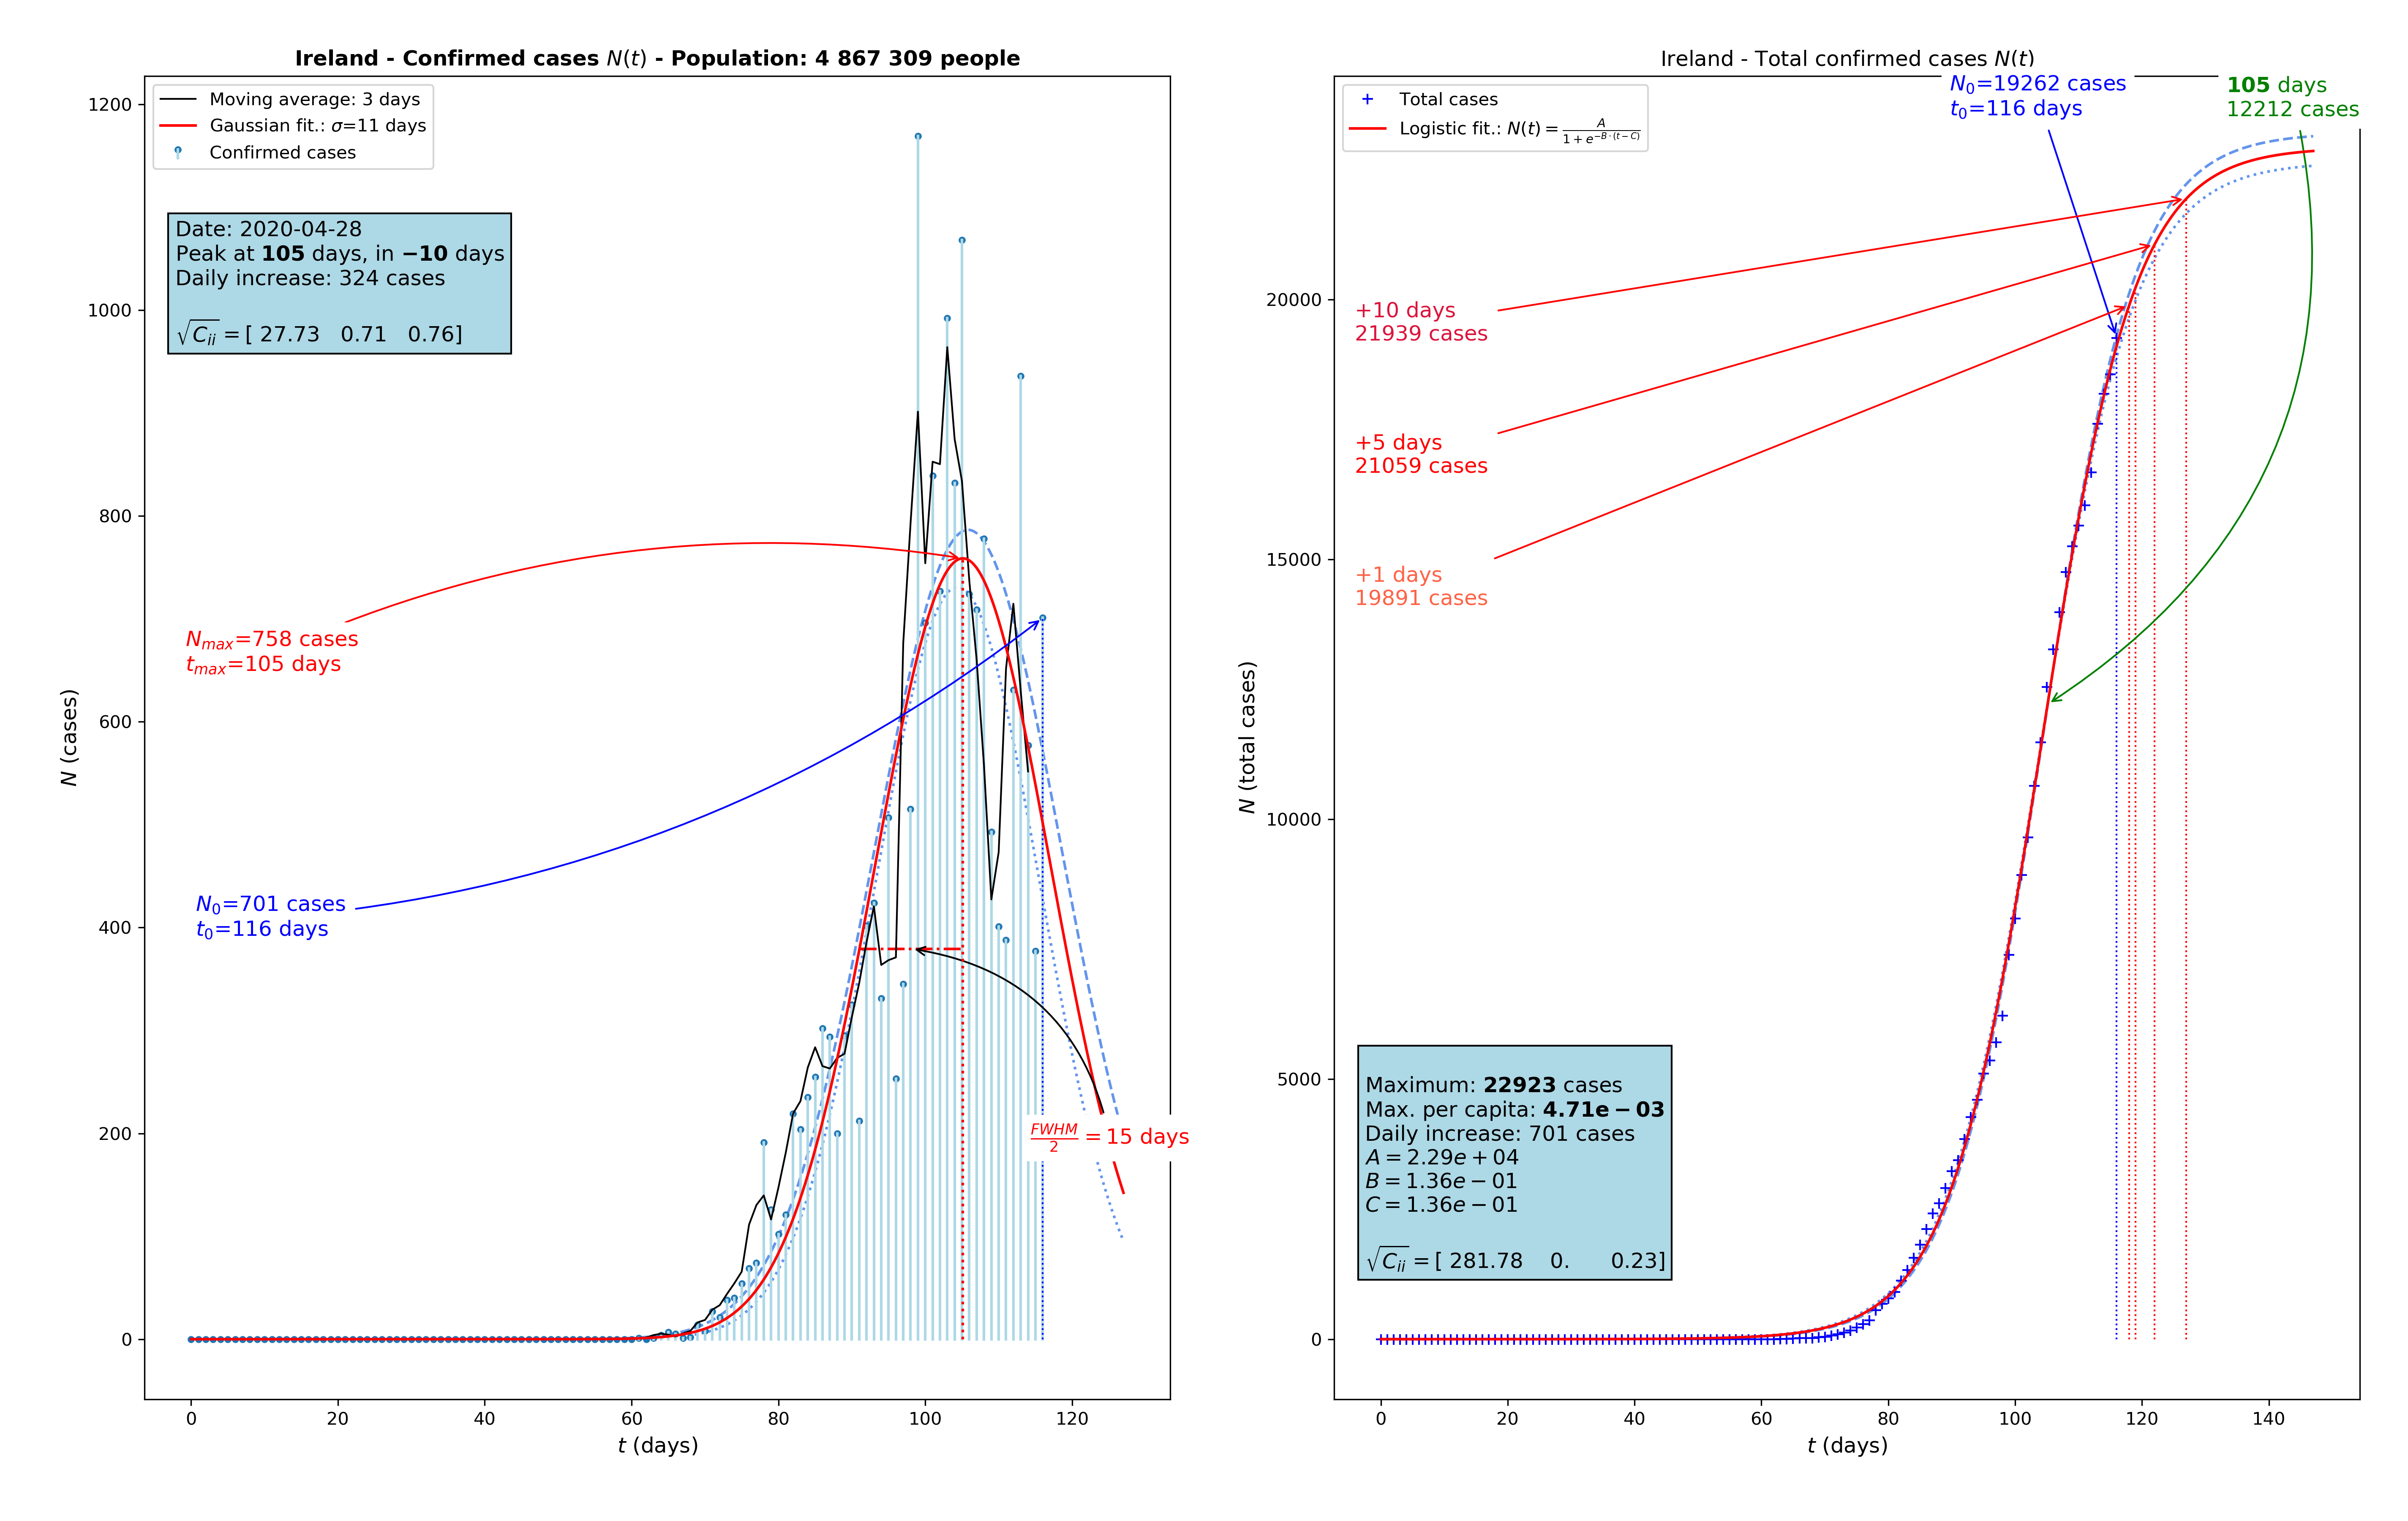 Ireland - Confirmed cases N(t) - Population: 4 867 309 people
Moving average: 3 days
Gaussian fit.: σ=11 days
Confirmed cases
Date: 2020-04-28
Peak at 105 days, in −10 days
Daily increase: 324 cases
√C_ii = [ 27.73 0.71 0.76]
N_max=758 cases
t_max=105 days
N_0=701 cases
t_0=116 days
FWHM/2 = 15 days
1200
1000
800
600
400
200
0
N (cases)
0 20 40 60 80 100 120
t (days)
Ireland - Total confirmed cases N(t)
Total cases
Logistic fit.: N(t) = A/(1+e^{−B·(t−C)})
N_0=19262 cases
t_0=116 days
105 days
12212 cases
+10 days
21939 cases
+5 days
21059 cases
+1 days
19891 cases
Maximum: 22923 cases
Max. per capita: 4.71e − 03
Daily increase: 701 cases
A = 2.29e + 04
B = 1.36e − 01
C = 1.36e − 01
√C_ii = [ 281.78 0. 0.23]
20000
15000
10000
5000
0
N (total cases)
0 20 40 60 80 100 120 140
t (days)